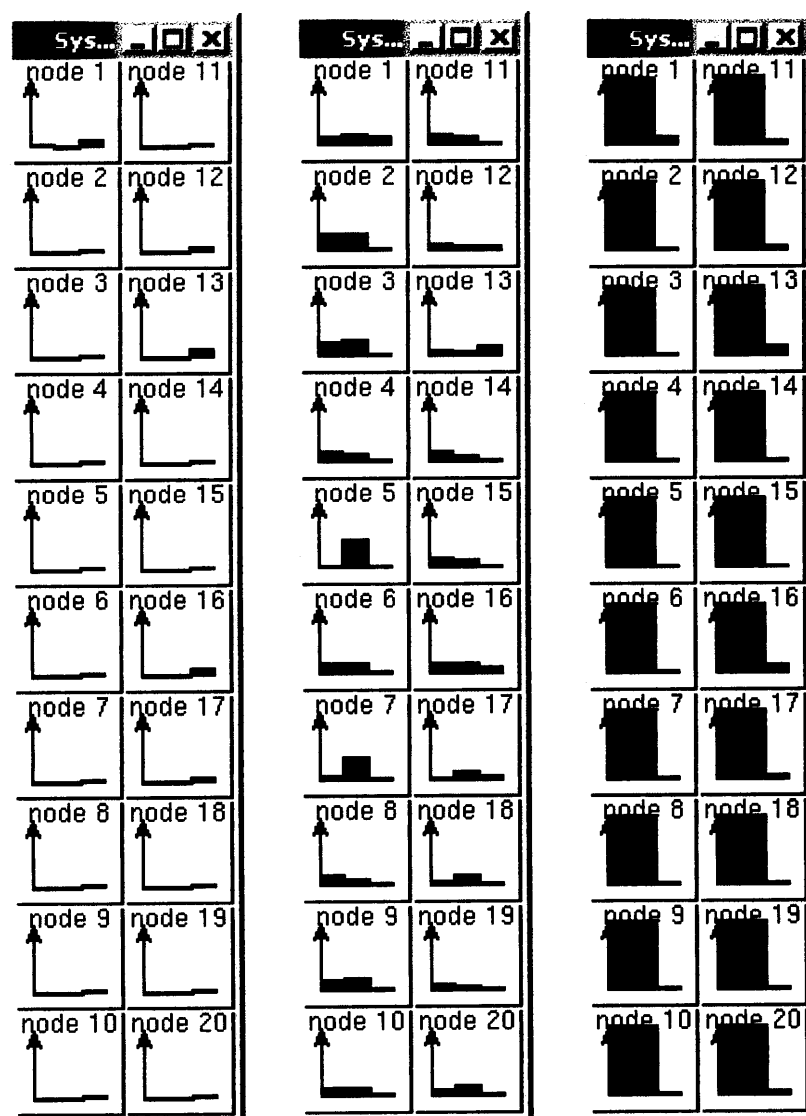 Sys... Sys... Sys...
node 1 node 11 node 1 node 11 node 1 node 11
node 2 node 12 node 2 node 12 node 2 node 12
node 3 node 13 node 3 node 13 node 3 node 13
node 4 node 14 node 4 node 14 node 4 node 14
node 5 node 15 node 5 node 15 node 5 node 15
node 6 node 16 node 6 node 16 node 6 node 16
node 7 node 17 node 7 node 17 node 7 node 17
node 8 node 18 node 8 node 18 node 8 node 18
node 9 node 19 node 9 node 19 node 9 node 19
node 10 node 20 node 10 node 20 node 10 node 20